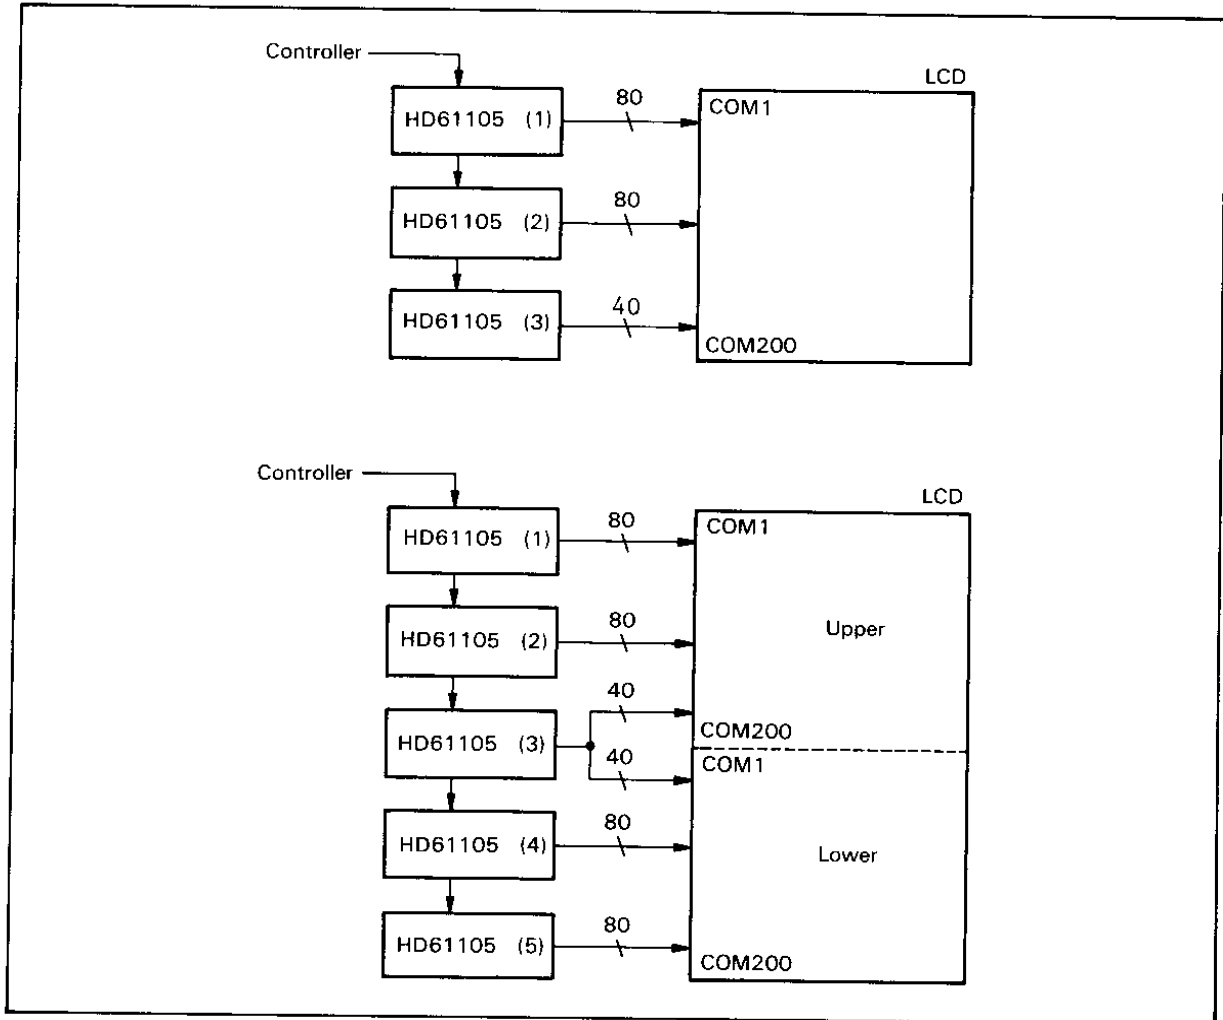 Controller
LCD
HD61105 (1)
80
COM1
HD61105 (2)
80
HD61105 (3)
40
COM200
Controller
LCD
HD61105 (1)
80
COM1
HD61105 (2)
80
Upper
40
HD61105 (3)
COM200
40
COM1
HD61105 (4)
80
Lower
HD61105 (5)
80
COM200